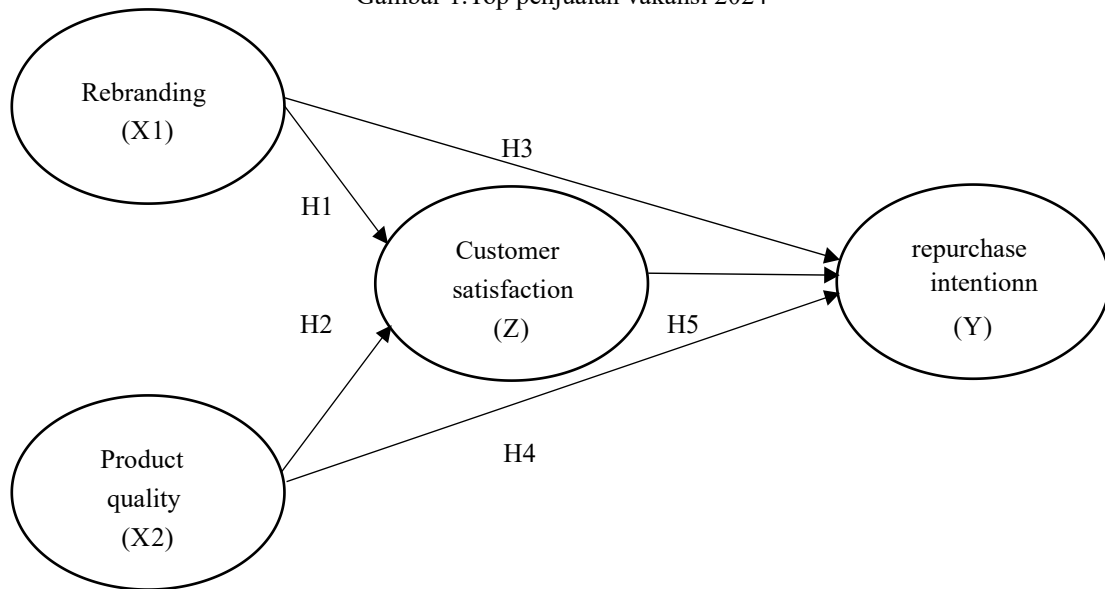 Gambar 1.Top penjualan vakansi 2024
Rebranding
(X1)
H3
H1
Customer
satisfaction
(Z)
repurchase
intentionn
(Y)
H2
H5
Product
quality
(X2)
H4